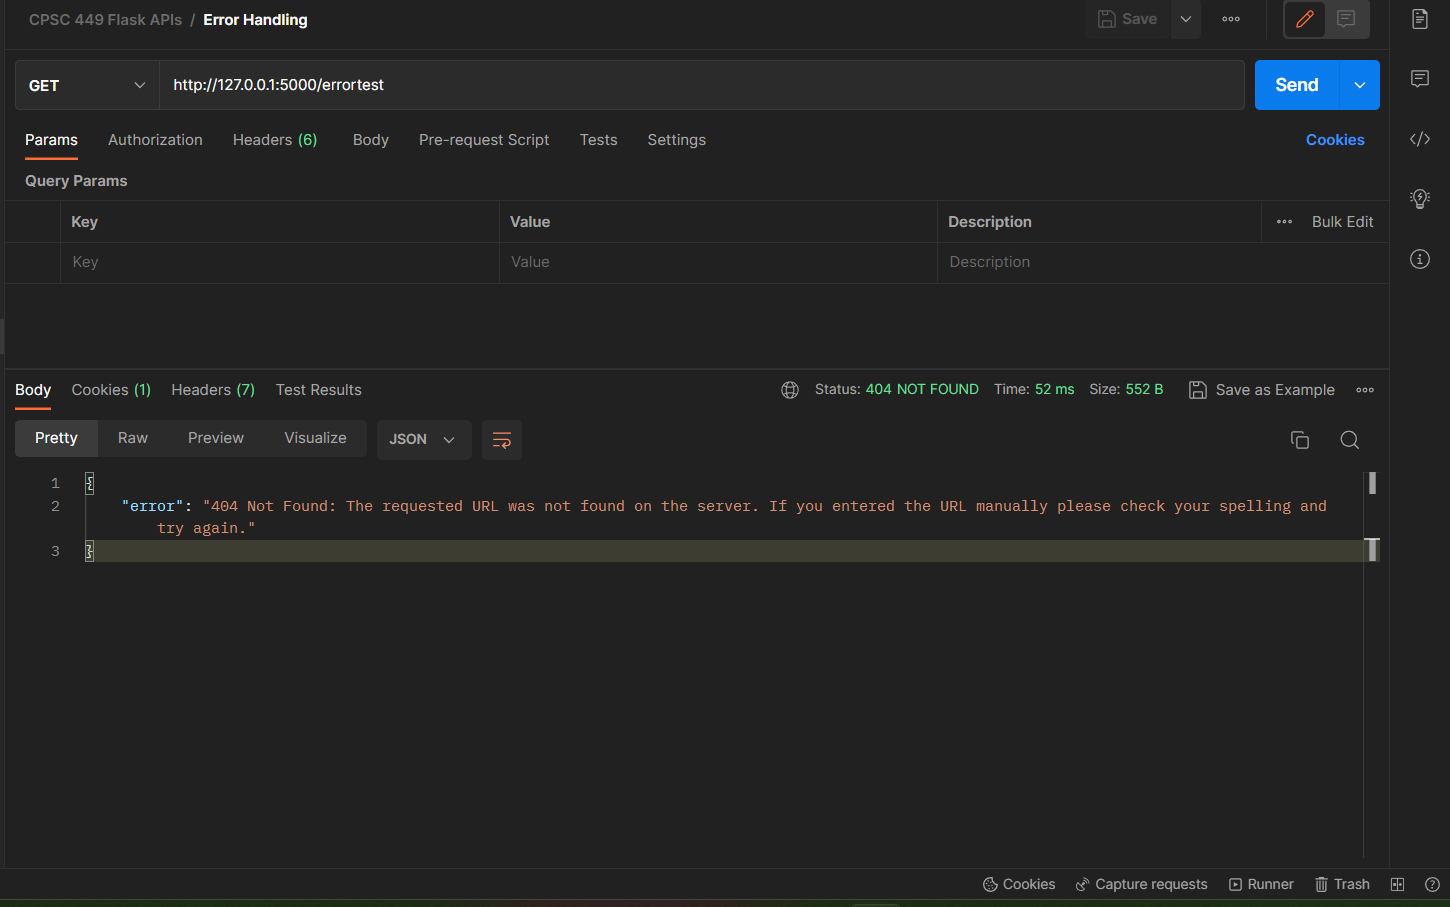 CPSC 449 Flask APIs / Error Handling
Save
GET
http://127.0.0.1:5000/errortest
Send
Params Authorization Headers (6) Body Pre-request Script Tests Settings Cookies
Query Params
Key Value Description Bulk Edit
Key Value Description
Body Cookies (1) Headers (7) Test Results Status: 404 NOT FOUND Time: 52 ms Size: 552 B Save as Example
Pretty Raw Preview Visualize JSON
1 {
2 "error": "404 Not Found: The requested URL was not found on the server. If you entered the URL manually please check your spelling and
try again."
3 }
Cookies Capture requests Runner Trash